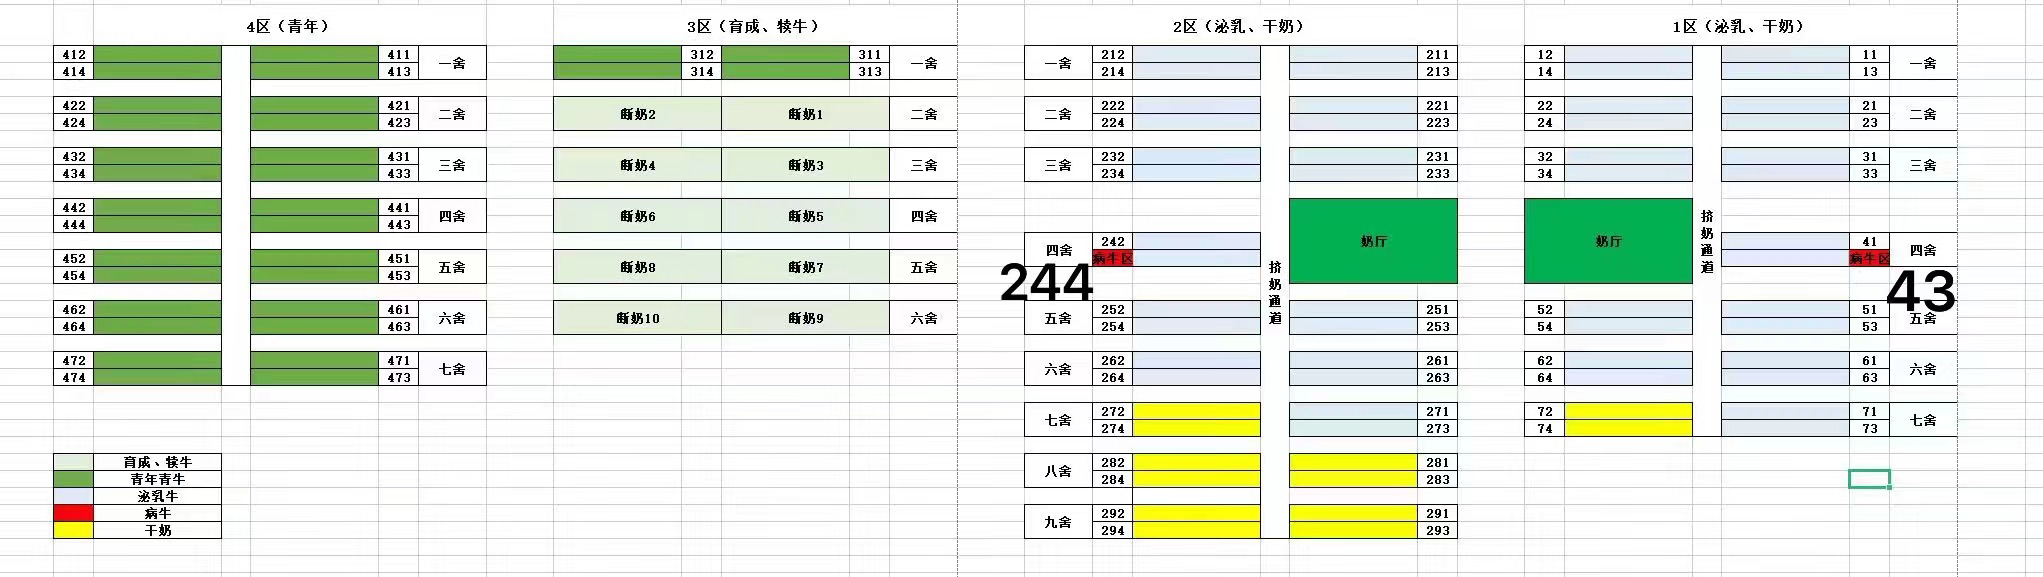 4区（青年）
3区（育成、犊牛）
2区（泌乳、干奶）
1区（泌乳、干奶）
412 411 一舍 312 311 一舍 一舍 212 211 12 11 一舍
414 413 314 313 214 213 14 13
422 421 二舍 断奶2 断奶1 二舍 二舍 222 221 22 21 二舍
424 423 224 223 24 23
432 431 三舍 断奶4 断奶3 三舍 三舍 232 231 32 31 三舍
434 433 234 233 34 33
442 441 四舍 断奶6 断奶5 四舍
444 443
四舍 242 奶厅 奶厅 挤奶通道 41 四舍
病牛区 病牛区
244 43
452 451 五舍 断奶8 断奶7 五舍
454 453
挤奶通道
462 461 六舍 断奶10 断奶9 六舍 五舍 252 251 52 51 五舍
464 463 254 253 54 53
472 471 七舍 六舍 262 261 62 61 六舍
474 473 264 263 64 63
七舍 272 271 72 71 七舍
274 273 74 73
八舍 282 281
284 283
九舍 292 291
294 293
育成、犊牛
青年青牛
泌乳牛
病牛
干奶